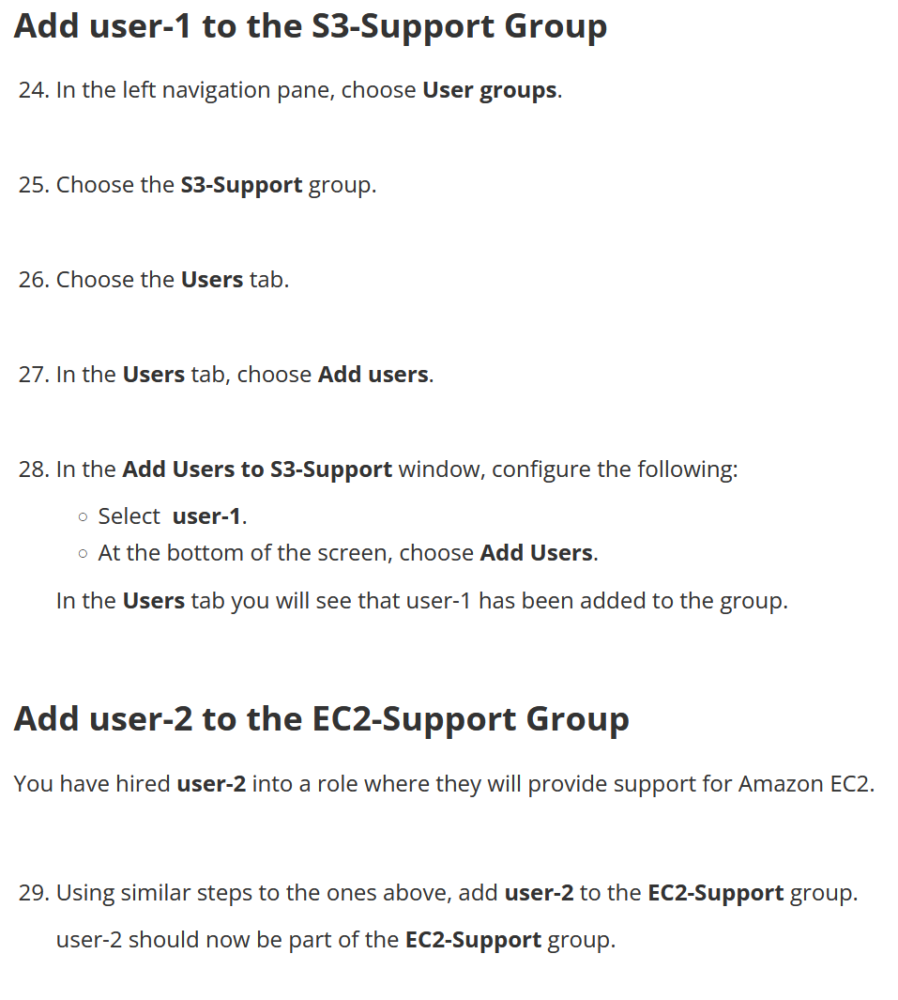 Add user-1 to the S3-Support Group
24. In the left navigation pane, choose User groups.
25. Choose the S3-Support group.
26. Choose the Users tab.
27. In the Users tab, choose Add users.
28. In the Add Users to S3-Support window, configure the following:
○ Select user-1.
○ At the bottom of the screen, choose Add Users.
In the Users tab you will see that user-1 has been added to the group.
Add user-2 to the EC2-Support Group
You have hired user-2 into a role where they will provide support for Amazon EC2.
29. Using similar steps to the ones above, add user-2 to the EC2-Support group.
user-2 should now be part of the EC2-Support group.